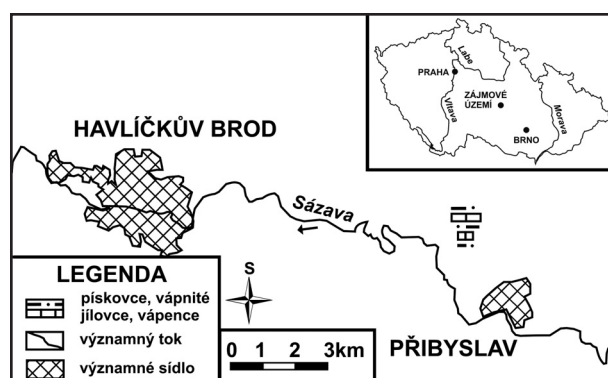 Labe
PRAHA
ZÁJMOVÉ
ÚZEMÍ
Vltava
Morava
BRNO
HAVLÍČKŮV BROD
Sázava
LEGENDA
pískovce, vápnité
jílovce, vápence
významný tok
významné sídlo
S
0 1 2 3km
PŘIBYSLAV